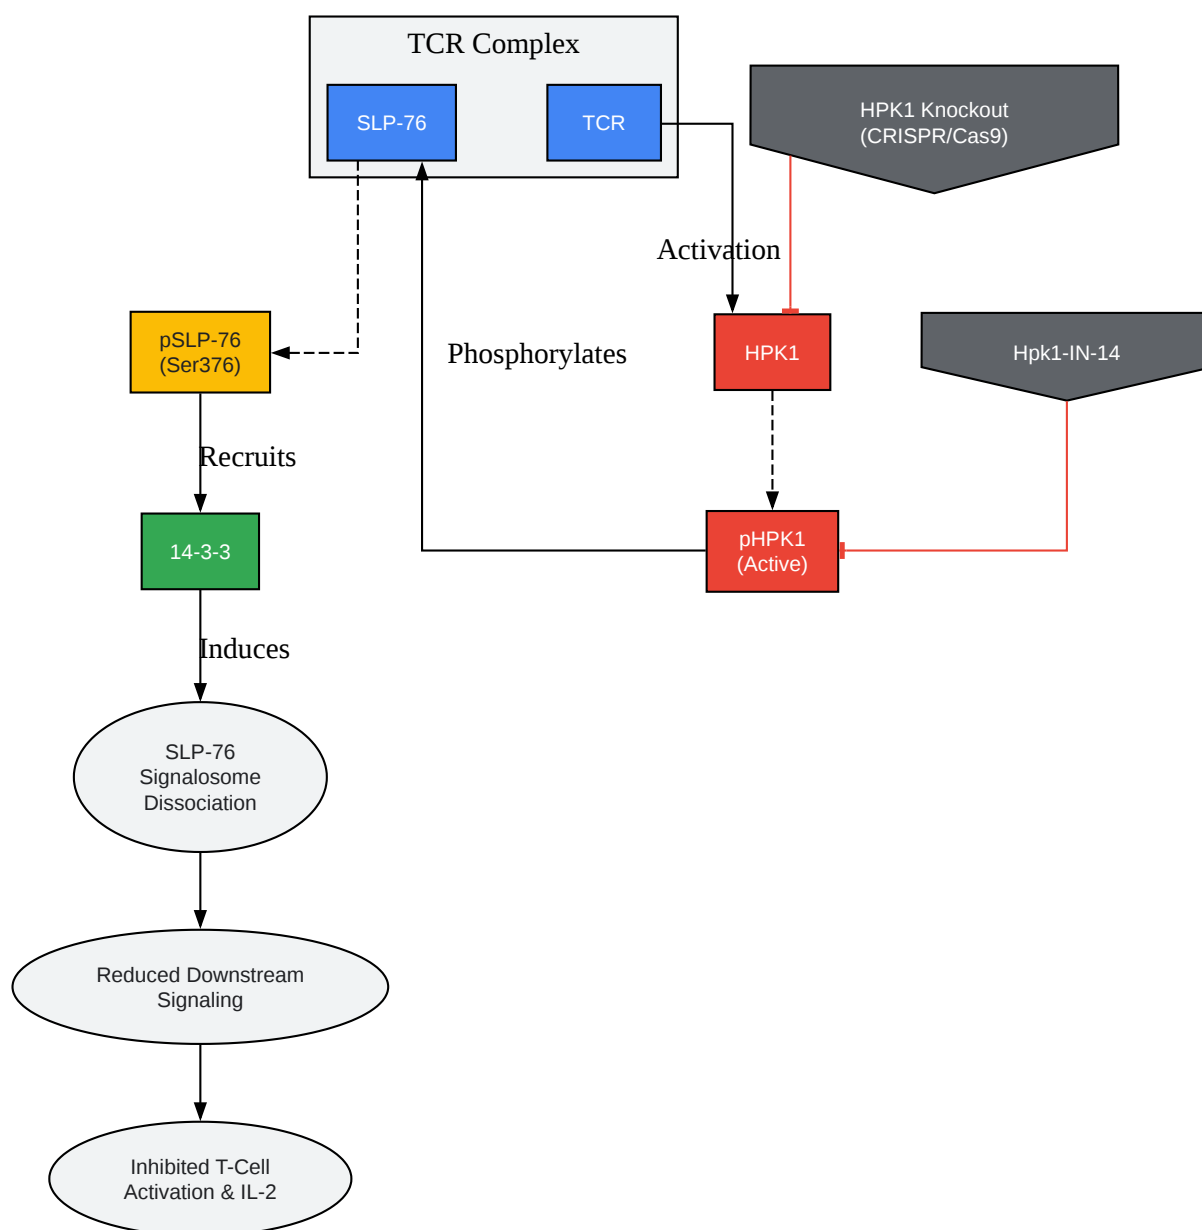 TCR Complex
SLP-76
TCR
HPK1 Knockout
(CRISPR/Cas9)
Activation
pSLP-76
(Ser376)
Phosphorylates
HPK1
Hpk1-IN-14
Recruits
14-3-3
pHPK1
(Active)
Induces
SLP-76
Signalosome
Dissociation
Reduced Downstream
Signaling
Inhibited T-Cell
Activation & IL-2